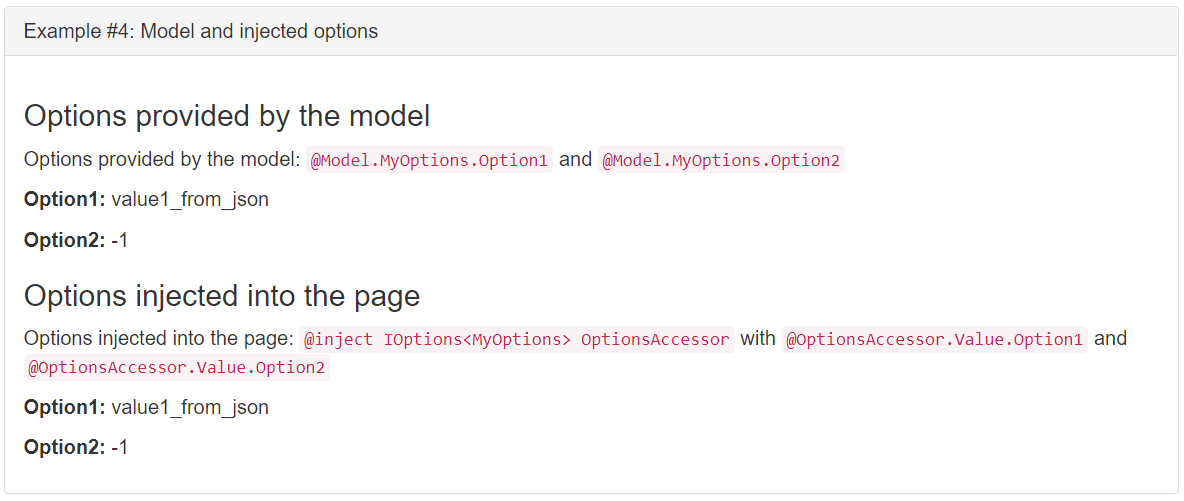 Example #4: Model and injected options
Options provided by the model
Options provided by the model: @Model.MyOptions.Option1 and @Model.MyOptions.Option2
Option1: value1_from_json
Option2: -1
Options injected into the page
Options injected into the page: @inject IOptions<MyOptions> OptionsAccessor with @OptionsAccessor.Value.Option1 and
@OptionsAccessor.Value.Option2
Option1: value1_from_json
Option2: -1